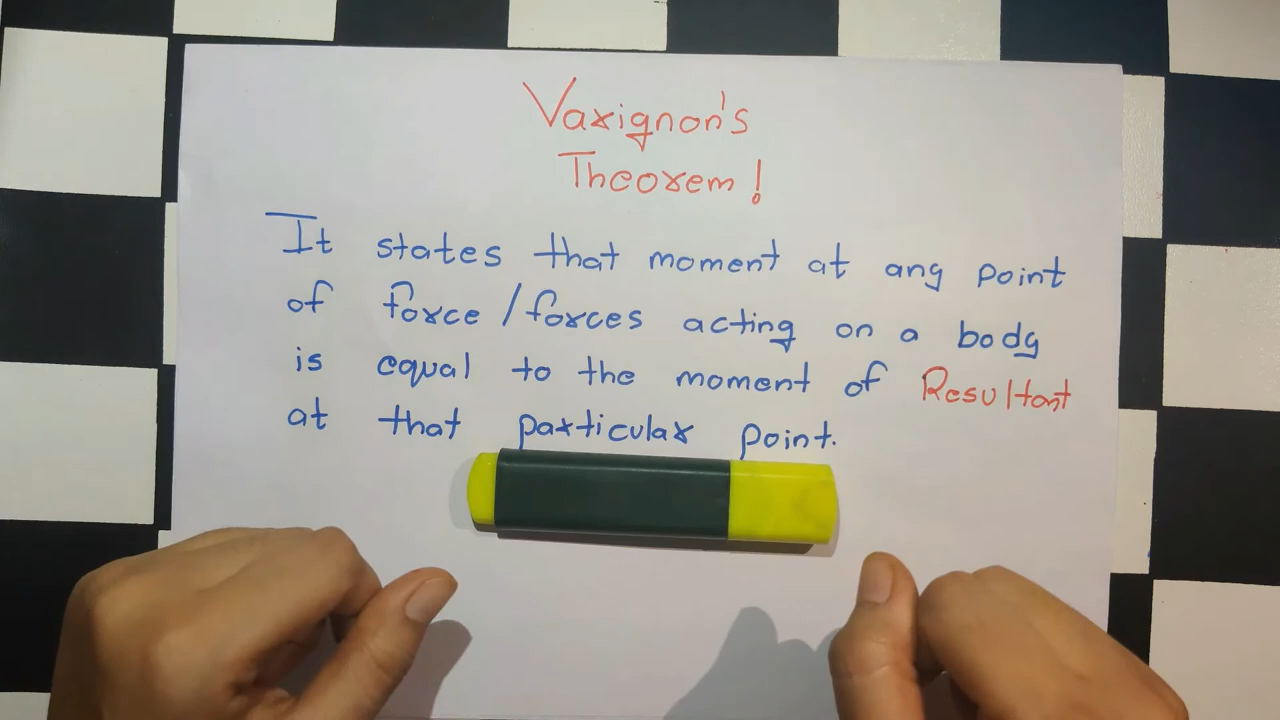 Varignon's
Theorem!
It states that moment at any point
of force/forces acting on a body
is equal to the moment of Resultant
at that particular point.